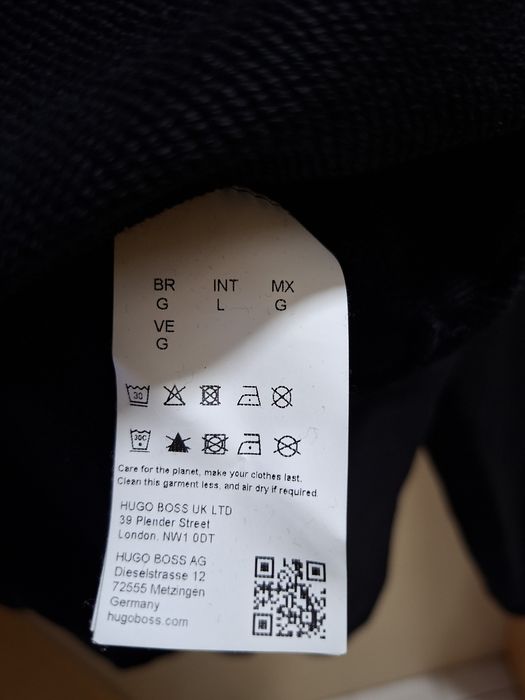 BR INT MX
G L G
VE
G
30
30C
Care for the planet, make your clothes last.
Clean this garment less, and air dry if required.
HUGO BOSS UK LTD
39 Plender Street
London. NW1 0DT
HUGO BOSS AG
Dieselstrasse 12
72555 Metzingen
Germany
hugoboss.com